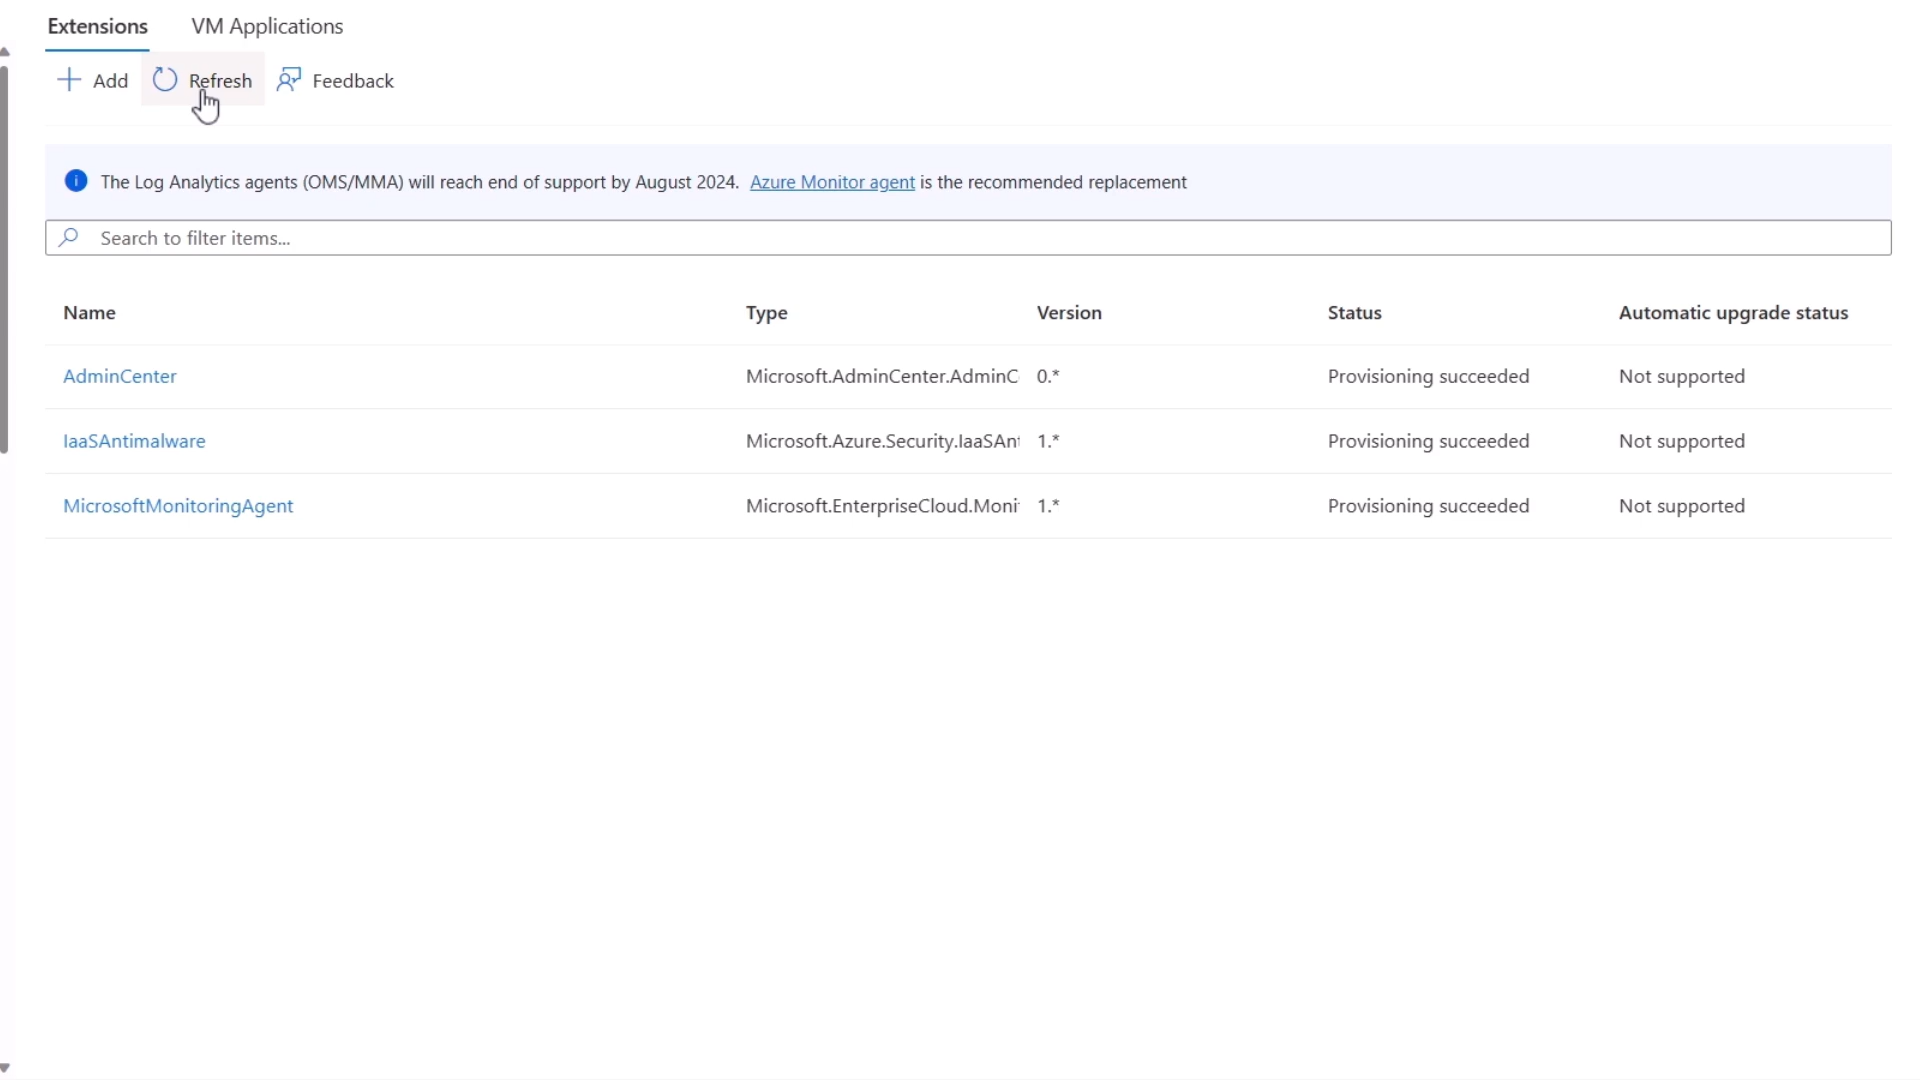 Extensions VM Applications
Add Refresh Feedback
The Log Analytics agents (OMS/MMA) will reach end of support by August 2024. Azure Monitor agent is the recommended replacement
Search to filter items...
Name Type Version Status Automatic upgrade status
AdminCenter Microsoft.AdminCenter.AdminC 0.* Provisioning succeeded Not supported
IaaSAntimalware Microsoft.Azure.Security.IaaSAnt 1.* Provisioning succeeded Not supported
MicrosoftMonitoringAgent Microsoft.EnterpriseCloud.Monit 1.* Provisioning succeeded Not supported